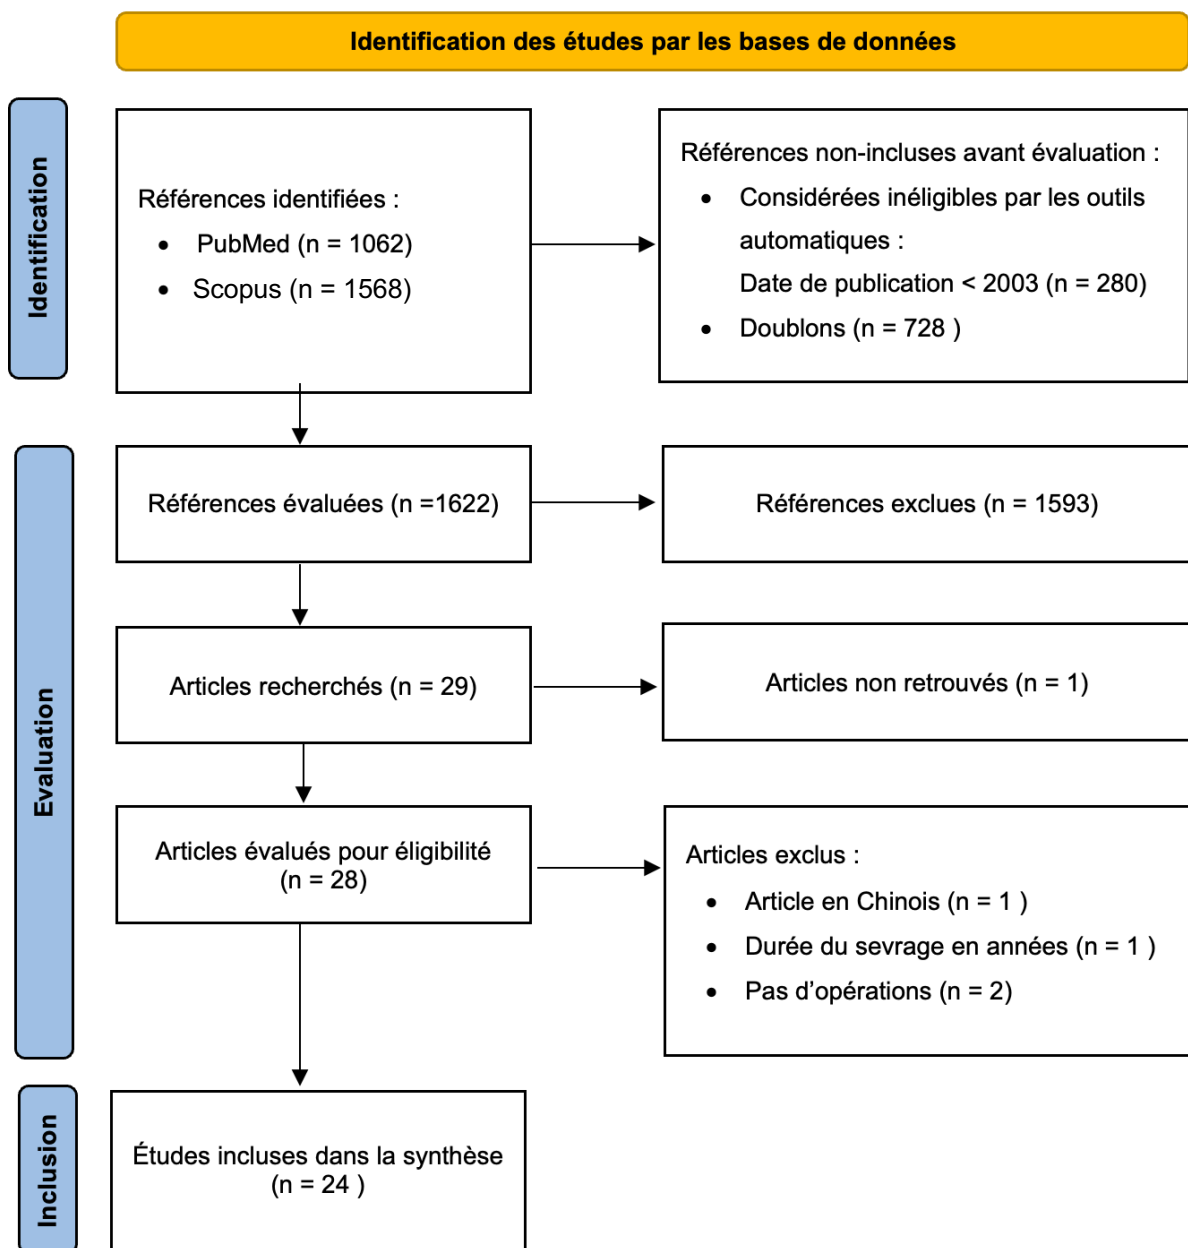 Identification des études par les bases de données
Identification
Références identifiées :
• PubMed (n = 1062)
• Scopus (n = 1568)
Références non-incluses avant évaluation :
• Considérées inéligibles par les outils
automatiques :
Date de publication < 2003 (n = 280)
• Doublons (n = 728 )
Evaluation
Références évaluées (n =1622)
Références exclues (n = 1593)
Articles recherchés (n = 29)
Articles non retrouvés (n = 1)
Articles évalués pour éligibilité
(n = 28)
Articles exclus :
• Article en Chinois (n = 1 )
• Durée du sevrage en années (n = 1 )
• Pas d’opérations (n = 2)
Inclusion
Études incluses dans la synthèse
(n = 24 )